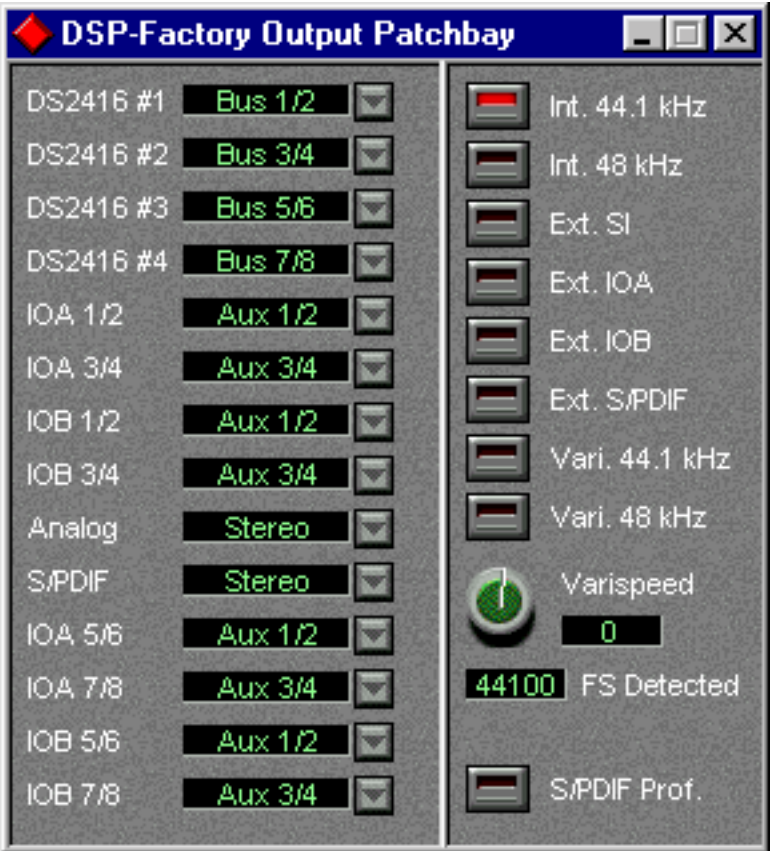 DSP-Factory Output Patchbay
DS2416 #1 Bus 1/2
DS2416 #2 Bus 3/4
DS2416 #3 Bus 5/6
DS2416 #4 Bus 7/8
IOA 1/2 Aux 1/2
IOA 3/4 Aux 3/4
IOB 1/2 Aux 1/2
IOB 3/4 Aux 3/4
Analog Stereo
S/PDIF Stereo
IOA 5/6 Aux 1/2
IOA 7/8 Aux 3/4
IOB 5/6 Aux 1/2
IOB 7/8 Aux 3/4
Int. 44.1 kHz
Int. 48 kHz
Ext. SI
Ext. IOA
Ext. IOB
Ext. S/PDIF
Vari. 44.1 kHz
Vari. 48 kHz
Varispeed
0
44100 FS Detected
S/PDIF Prof.